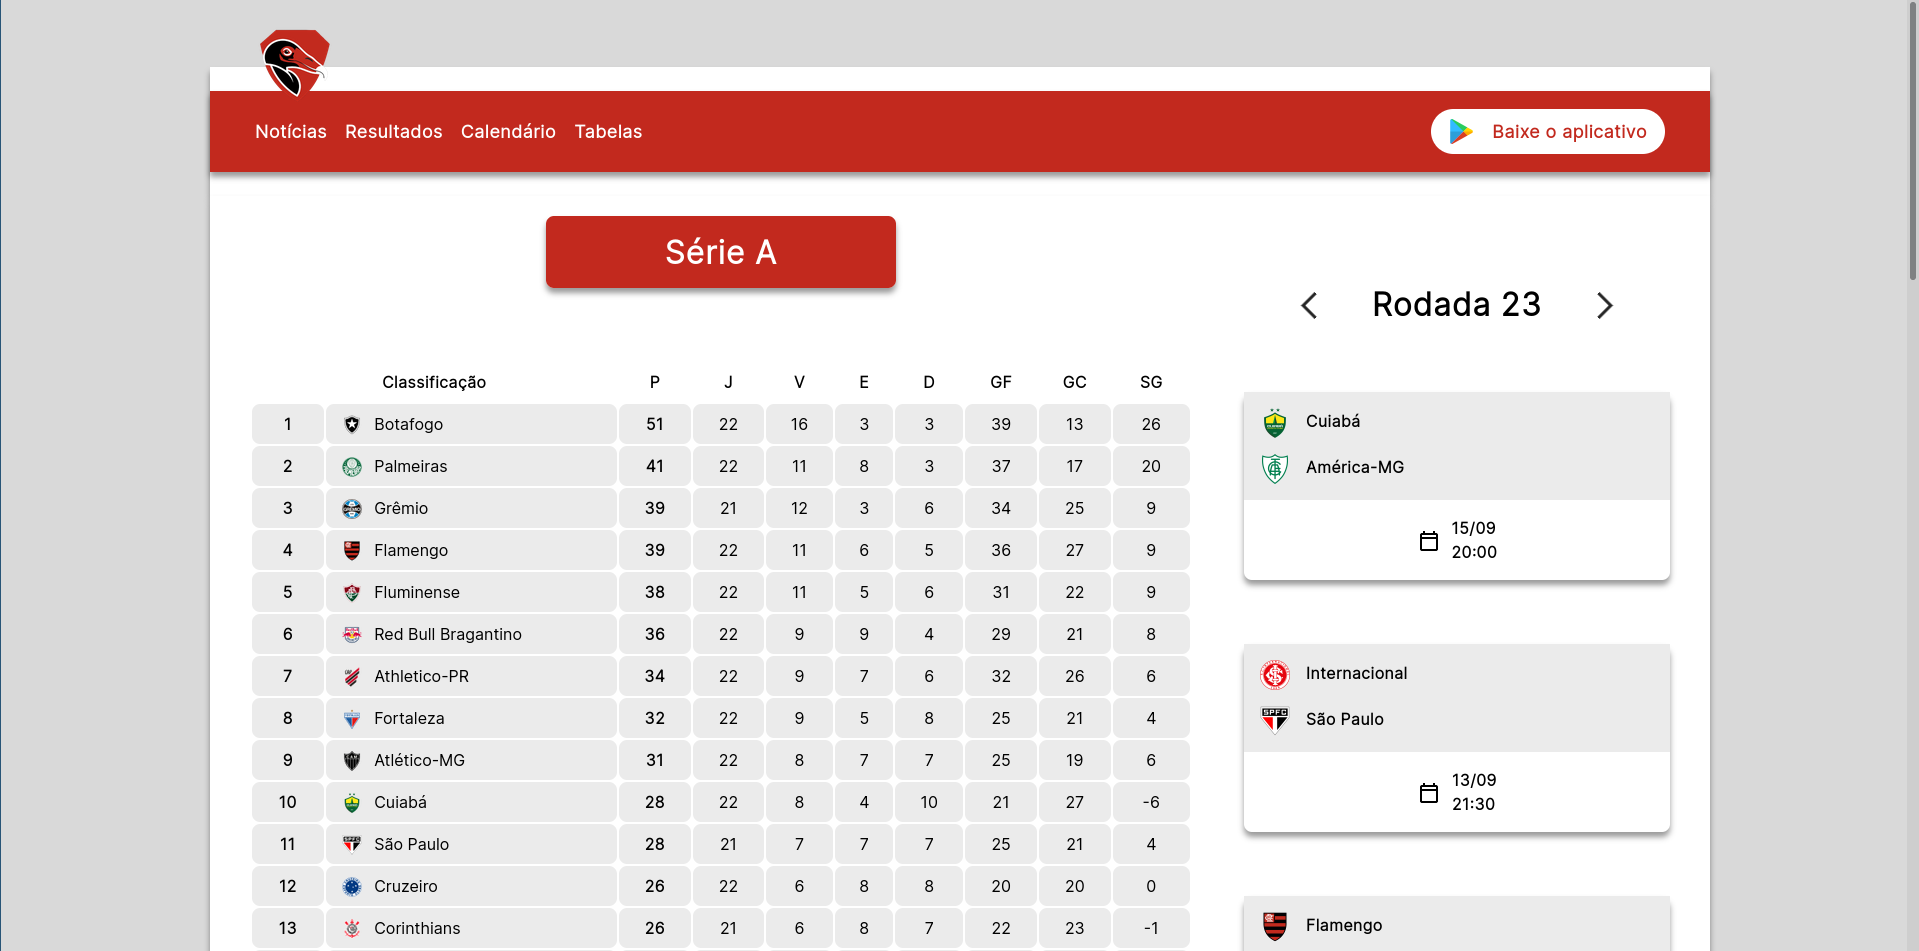 Notícias Resultados Calendário Tabelas Baixe o aplicativo
Série A
Rodada 23
Classificação P J V E D GF GC SG
1 Botafogo 51 22 16 3 3 39 13 26
2 Palmeiras 41 22 11 8 3 37 17 20
3 Grêmio 39 21 12 3 6 34 25 9
4 Flamengo 39 22 11 6 5 36 27 9
5 Fluminense 38 22 11 5 6 31 22 9
6 Red Bull Bragantino 36 22 9 9 4 29 21 8
7 Athletico-PR 34 22 9 7 6 32 26 6
8 Fortaleza 32 22 9 5 8 25 21 4
9 Atlético-MG 31 22 8 7 7 25 19 6
10 Cuiabá 28 22 8 4 10 21 27 -6
11 São Paulo 28 21 7 7 7 25 21 4
12 Cruzeiro 26 22 6 8 8 20 20 0
13 Corinthians 26 21 6 8 7 22 23 -1
Cuiabá
América-MG
15/09
20:00
Internacional
SPFC São Paulo
13/09
21:30
Flamengo